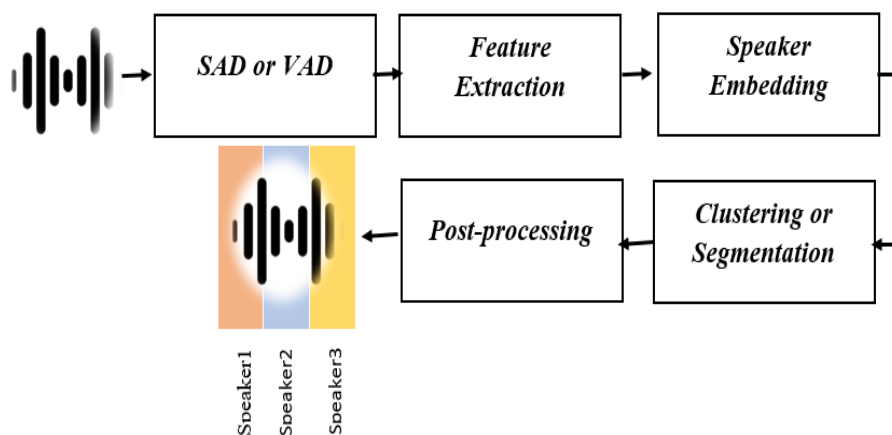 SAD or VAD
Feature
Extraction
Speaker
Embedding
Clustering or
Segmentation
Post-processing
Speaker1
Speaker2
Speaker3